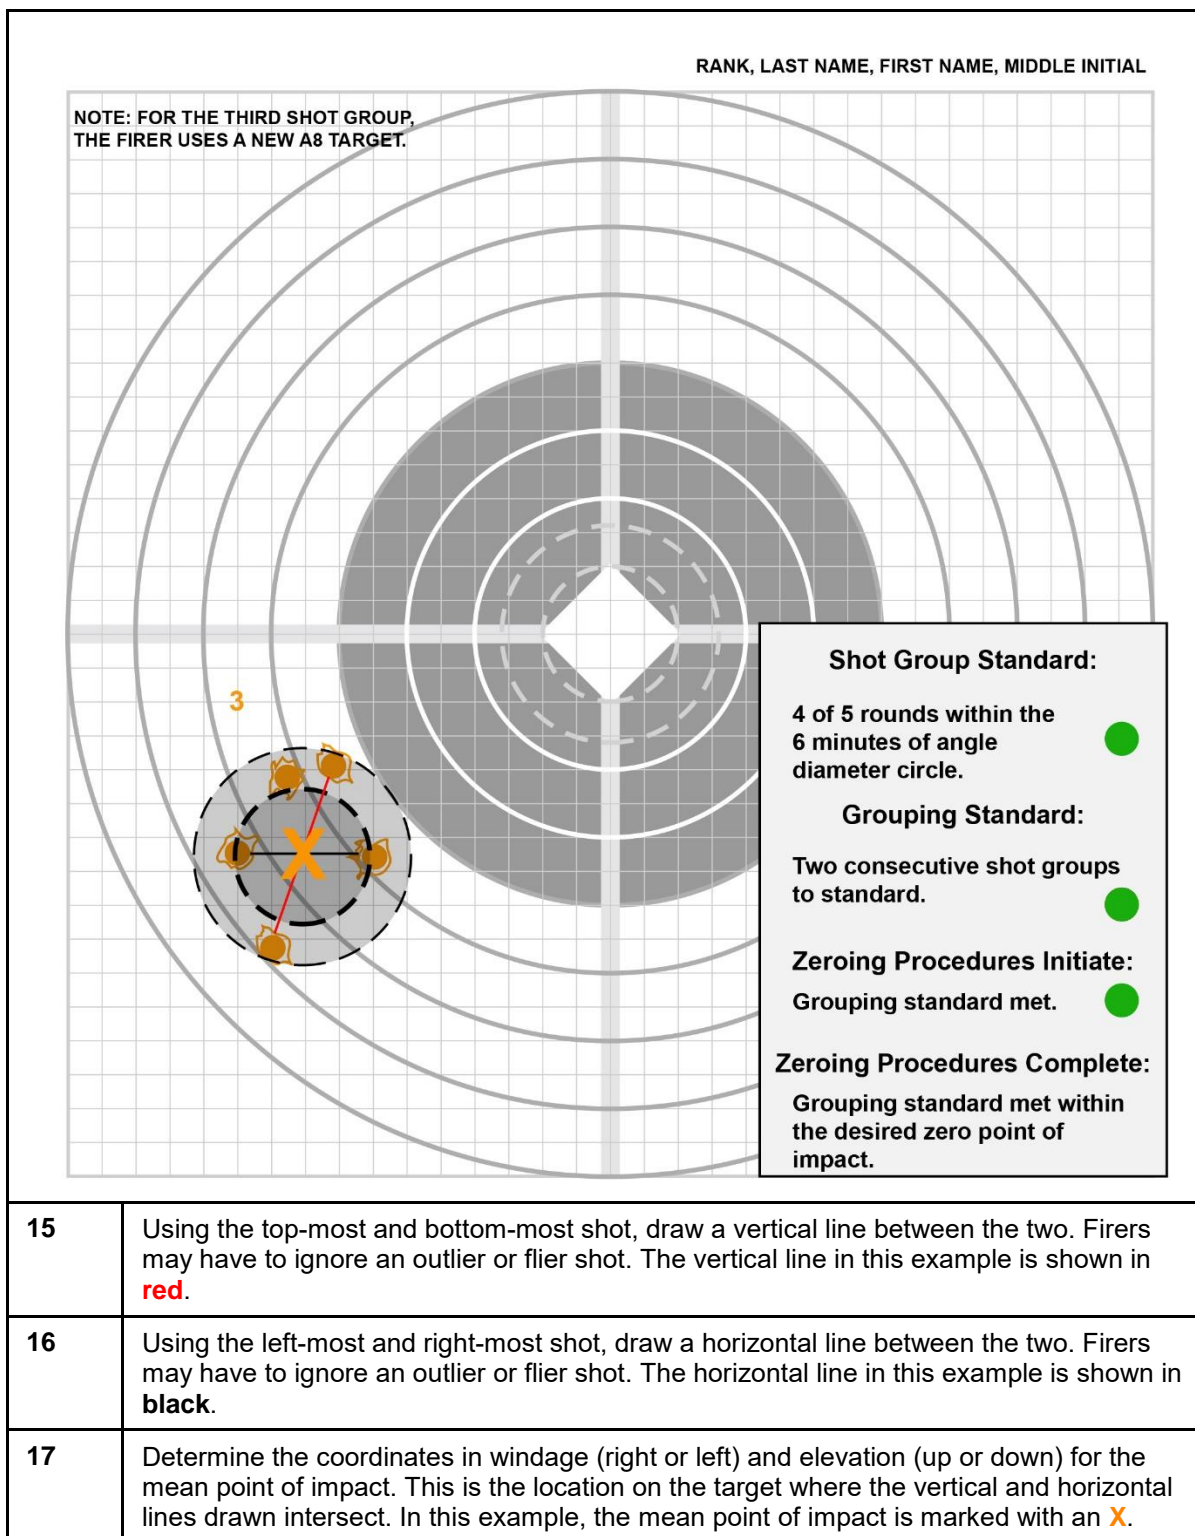 RANK, LAST NAME, FIRST NAME, MIDDLE INITIAL
NOTE: FOR THE THIRD SHOT GROUP,
THE FIRER USES A NEW A8 TARGET.
3
X
Shot Group Standard:
4 of 5 rounds within the
6 minutes of angle
diameter circle.
Grouping Standard:
Two consecutive shot groups
to standard.
Zeroing Procedures Initiate:
Grouping standard met.
Zeroing Procedures Complete:
Grouping standard met within
the desired zero point of
impact.
15
Using the top-most and bottom-most shot, draw a vertical line between the two. Firers
may have to ignore an outlier or flier shot. The vertical line in this example is shown in
red.
16
Using the left-most and right-most shot, draw a horizontal line between the two. Firers
may have to ignore an outlier or flier shot. The horizontal line in this example is shown in
black.
17
Determine the coordinates in windage (right or left) and elevation (up or down) for the
mean point of impact. This is the location on the target where the vertical and horizontal
lines drawn intersect. In this example, the mean point of impact is marked with an X.